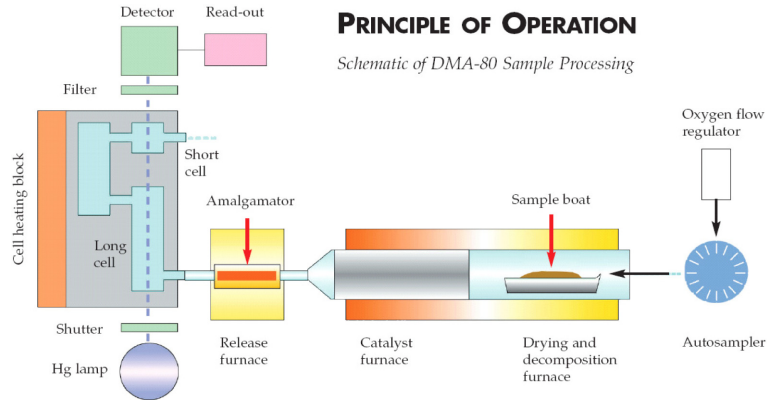 PRINCIPLE OF OPERATION
Schematic of DMA-80 Sample Processing
Detector
Read-out
Filter
Oxygen flow
regulator
Cell heating block
Short
cell
Amalgamator
Sample boat
Long
cell
Shutter
Hg lamp
Release
furnace
Catalyst
furnace
Drying and
decomposition
furnace
Autosampler